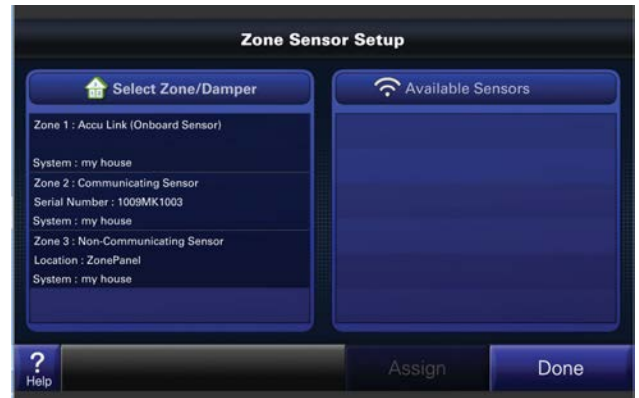 Zone Sensor Setup
Select Zone/Damper
Available Sensors
Zone 1 : Accu Link (Onboard Sensor)
System : my house
Zone 2 : Communicating Sensor
Serial Number : 1009MK1003
System : my house
Zone 3 : Non-Communicating Sensor
Location : ZonePanel
System : my house
?
Help
Assign
Done